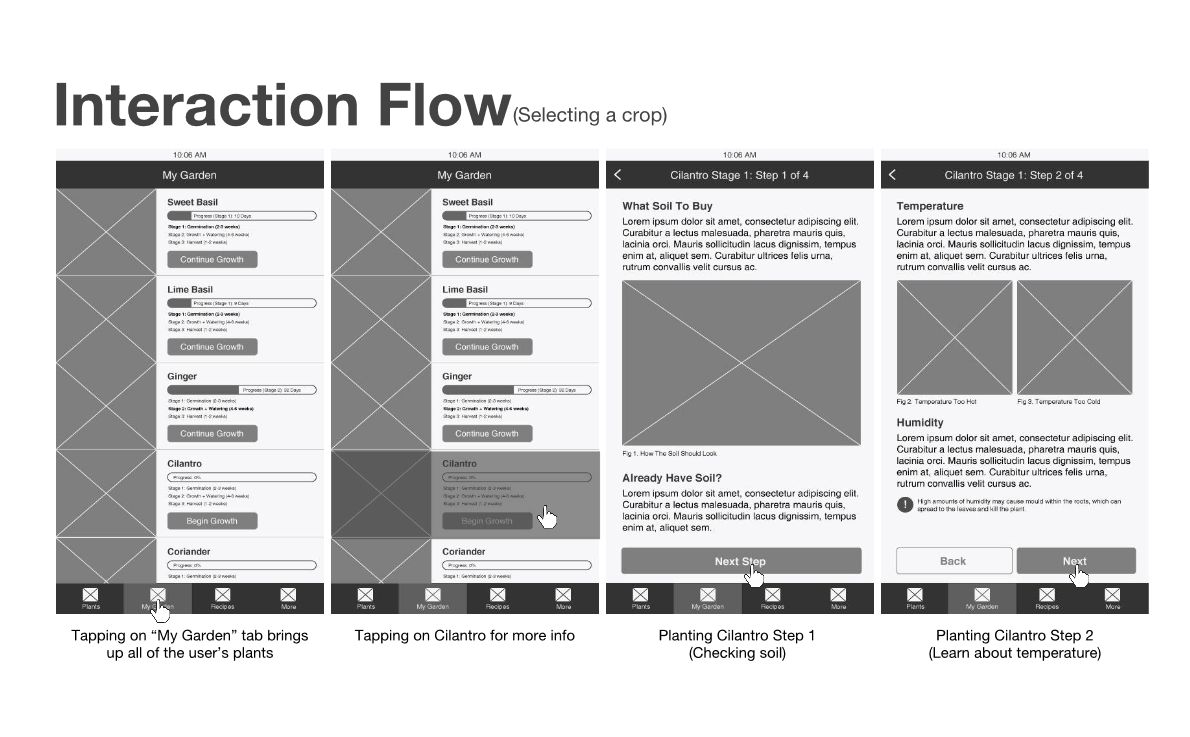 Interaction Flow (Selecting a crop)
10:06 AM
My Garden
Sweet Basil
Progress (Stage 1): 10 Days
Stage 1: Germination (2-3 weeks)
Stage 2: Growth + Watering (4-6 weeks)
Stage 3: Harvest (1-2 weeks)
Continue Growth
Lime Basil
Progress (Stage 1): 9 Days
Stage 1: Germination (2-3 weeks)
Stage 2: Growth + Watering (4-6 weeks)
Stage 3: Harvest (1-2 weeks)
Continue Growth
Ginger
Progress (Stage 2): 32 Days
Stage 1: Germination (2-3 weeks)
Stage 2: Growth + Watering (4-6 weeks)
Stage 3: Harvest (1-2 weeks)
Continue Growth
Cilantro
Progress: 0%
Stage 1: Germination (2-3 weeks)
Stage 2: Growth + Watering (4-6 weeks)
Stage 3: Harvest (1-2 weeks)
Begin Growth
Coriander
Progress: 0%
Stage 1: Germination (2-3 weeks)
Plants My Garden Recipes More
Tapping on “My Garden” tab brings
up all of the user’s plants
10:06 AM
My Garden
Sweet Basil
Progress (Stage 1): 10 Days
Stage 1: Germination (2-3 weeks)
Stage 2: Growth + Watering (4-6 weeks)
Stage 3: Harvest (1-2 weeks)
Continue Growth
Lime Basil
Progress (Stage 1): 9 Days
Stage 1: Germination (2-3 weeks)
Stage 2: Growth + Watering (4-6 weeks)
Stage 3: Harvest (1-2 weeks)
Continue Growth
Ginger
Progress (Stage 2): 32 Days
Stage 1: Germination (2-3 weeks)
Stage 2: Growth + Watering (4-6 weeks)
Stage 3: Harvest (1-2 weeks)
Continue Growth
Cilantro
Progress: 0%
Stage 1: Germination (2-3 weeks)
Stage 2: Growth + Watering (4-6 weeks)
Stage 3: Harvest (1-2 weeks)
Begin Growth
Coriander
Progress: 0%
Stage 1: Germination (2-3 weeks)
Plants My Garden Recipes More
Tapping on Cilantro for more info
10:06 AM
Cilantro Stage 1: Step 1 of 4
What Soil To Buy
Lorem ipsum dolor sit amet, consectetur adipiscing elit.
Curabitur a lectus malesuada, pharetra mauris quis,
lacinia orci. Mauris sollicitudin lacus dignissim, tempus
enim at, aliquet sem. Curabitur ultrices felis urna,
rutrum convallis velit cursus ac.
Fig 1. How The Soil Should Look
Already Have Soil?
Lorem ipsum dolor sit amet, consectetur adipiscing elit.
Curabitur a lectus malesuada, pharetra mauris quis,
lacinia orci. Mauris sollicitudin lacus dignissim, tempus
enim at, aliquet sem.
Next Step
Plants My Garden Recipes More
Planting Cilantro Step 1
(Checking soil)
10:06 AM
Cilantro Stage 1: Step 2 of 4
Temperature
Lorem ipsum dolor sit amet, consectetur adipiscing elit.
Curabitur a lectus malesuada, pharetra mauris quis,
lacinia orci. Mauris sollicitudin lacus dignissim, tempus
enim at, aliquet sem. Curabitur ultrices felis urna,
rutrum convallis velit cursus ac.
Fig 2. Temperature Too Hot Fig 3. Temperature Too Cold
Humidity
Lorem ipsum dolor sit amet, consectetur adipiscing elit.
Curabitur a lectus malesuada, pharetra mauris quis,
lacinia orci. Mauris sollicitudin lacus dignissim, tempus
enim at, aliquet sem. Curabitur ultrices felis urna,
rutrum convallis velit cursus ac.
! High amounts of humidity may cause mould within the roots, which can
spread to the leaves and kill the plant.
Back Next
Plants My Garden Recipes More
Planting Cilantro Step 2
(Learn about temperature)